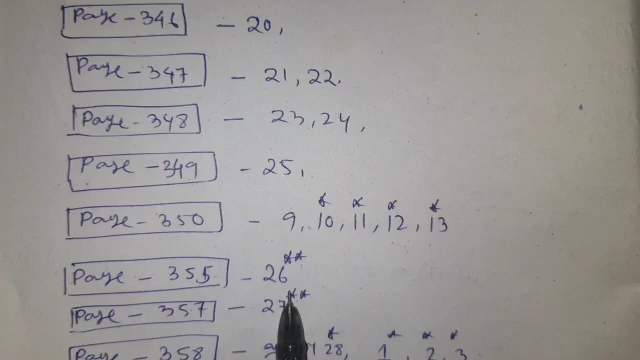 Page - 346 - 20,
Page - 347 - 21, 22.
Page - 348 - 23, 24,
Page - 349 - 25,
Page - 350 - 9, 10*, 11*, 12*, 13*
Page - 355 - 26**
Page - 357 - 27**
Page - 358 - 28*, 1*, 2*, 3*